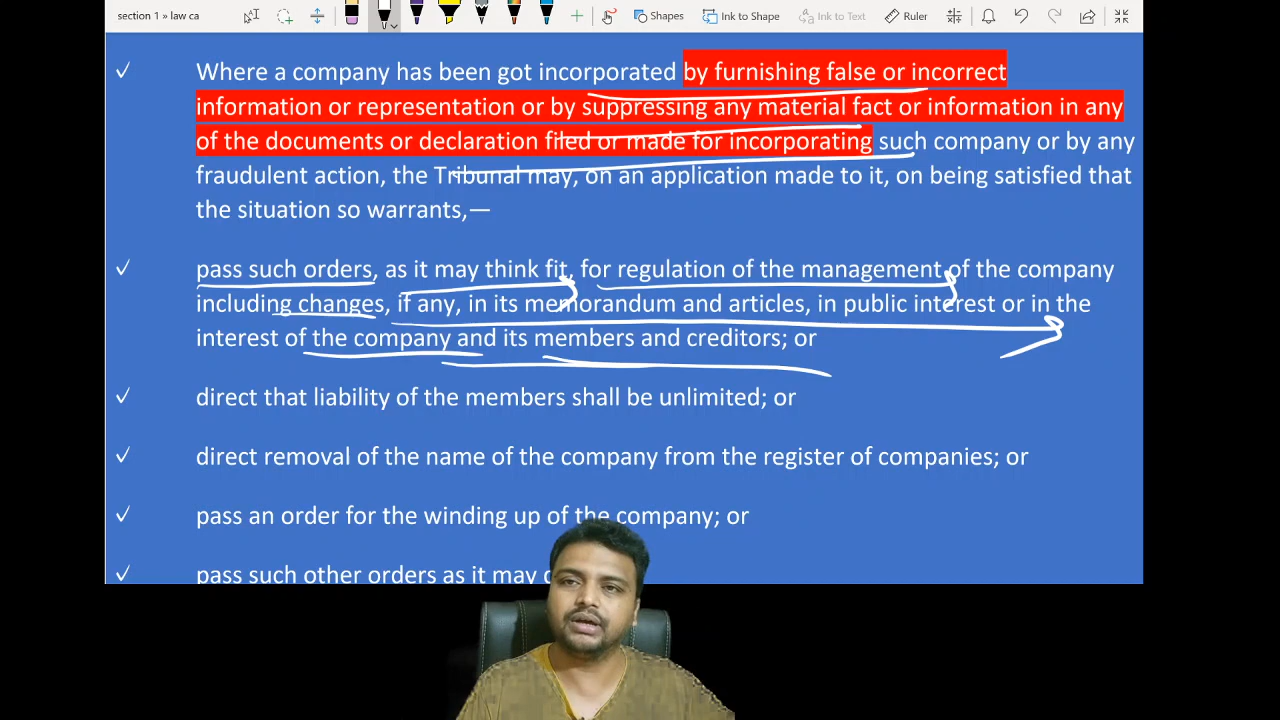 section 1 » law ca
Shapes
Ink to Shape
Ink to Text
Ruler
Where a company has been got incorporated by furnishing false or incorrect
information or representation or by suppressing any material fact or information in any
of the documents or declaration filed or made for incorporating such company or by any
fraudulent action, the Tribunal may, on an application made to it, on being satisfied that
the situation so warrants,—
pass such orders, as it may think fit, for regulation of the management of the company
including changes, if any, in its memorandum and articles, in public interest or in the
interest of the company and its members and creditors; or
direct that liability of the members shall be unlimited; or
direct removal of the name of the company from the register of companies; or
pass an order for the winding up of the company; or
pass such other orders as it may